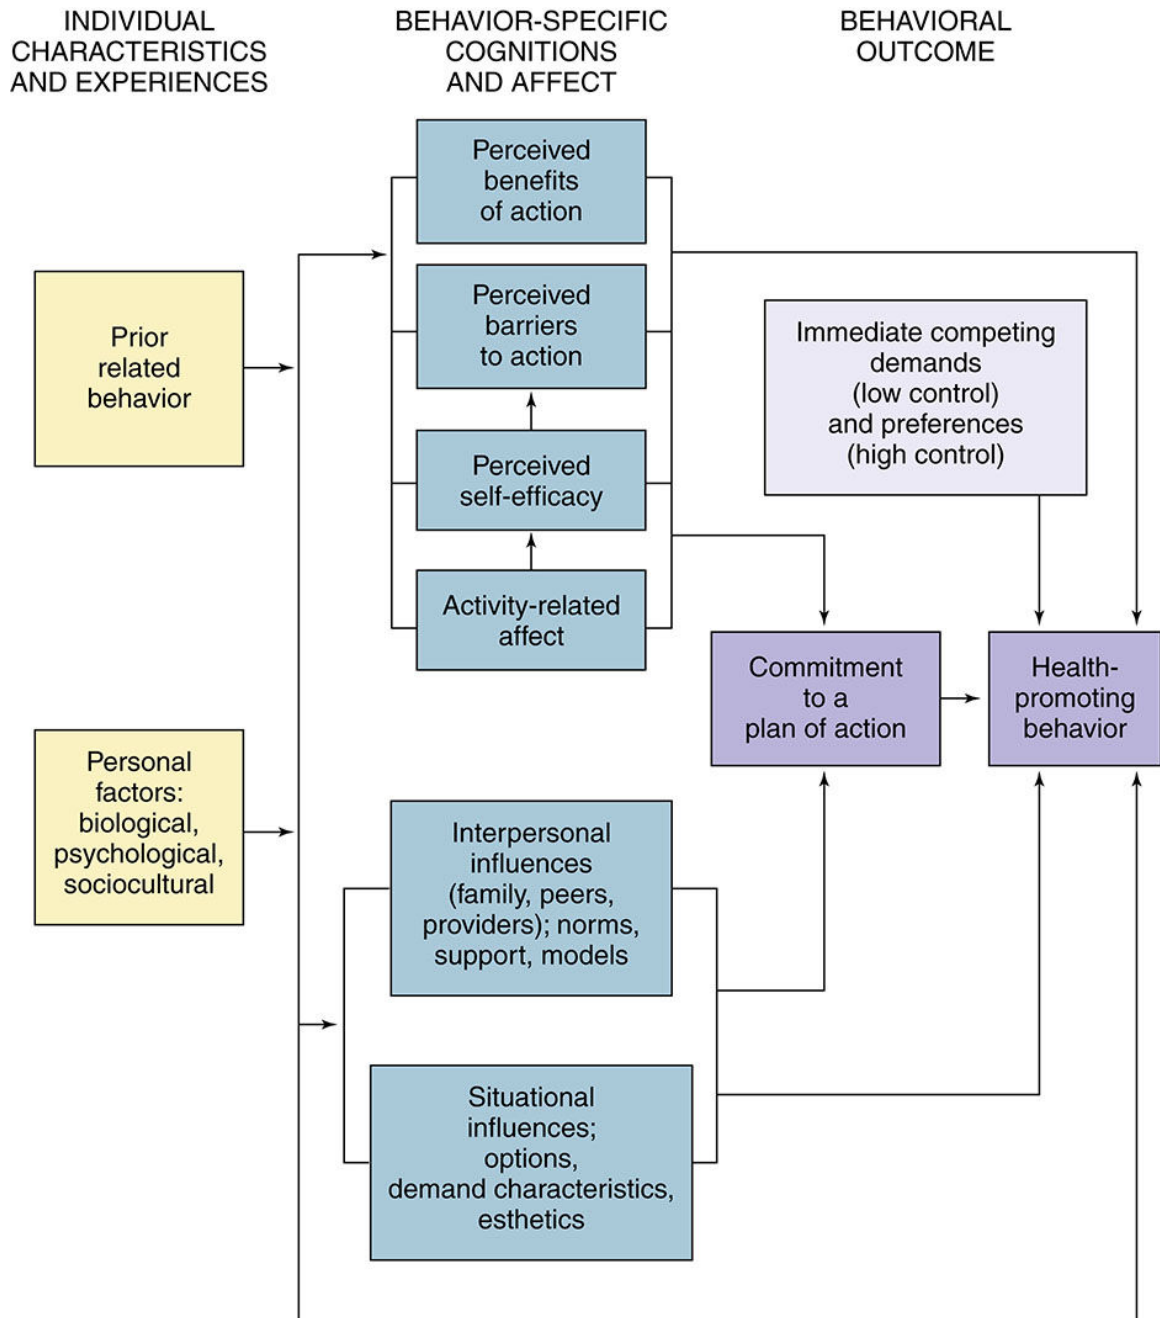 INDIVIDUAL
CHARACTERISTICS
AND EXPERIENCES
BEHAVIOR-SPECIFIC
COGNITIONS
AND AFFECT
BEHAVIORAL
OUTCOME
Perceived
benefits
of action
Prior
related
behavior
Perceived
barriers
to action
Immediate competing
demands
(low control)
and preferences
(high control)
Perceived
self-efficacy
Activity-related
affect
Commitment
to a
plan of action
Health-
promoting
behavior
Personal
factors:
biological,
psychological,
sociocultural
Interpersonal
influences
(family, peers,
providers); norms,
support, models
Situational
influences;
options,
demand characteristics,
esthetics